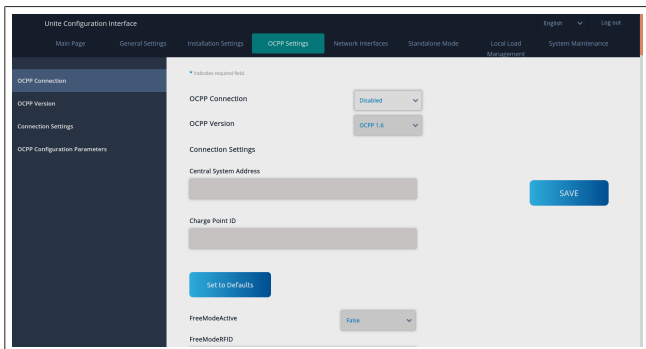 Unite Configuration Interface
English
Log out
Main Page
General Settings
Installation Settings
OCPP Settings
Network Interfaces
Standalone Mode
Local Load
Management
System Maintenance
* Indicates required field.
OCPP Connection
OCPP Version
Connection Settings
OCPP Configuration Parameters
OCPP Connection
Disabled
OCPP Version
OCPP 1.6
Connection Settings
Central System Address
SAVE
Charge Point ID
Set to Defaults
FreeModeActive
False
FreeModeRFID